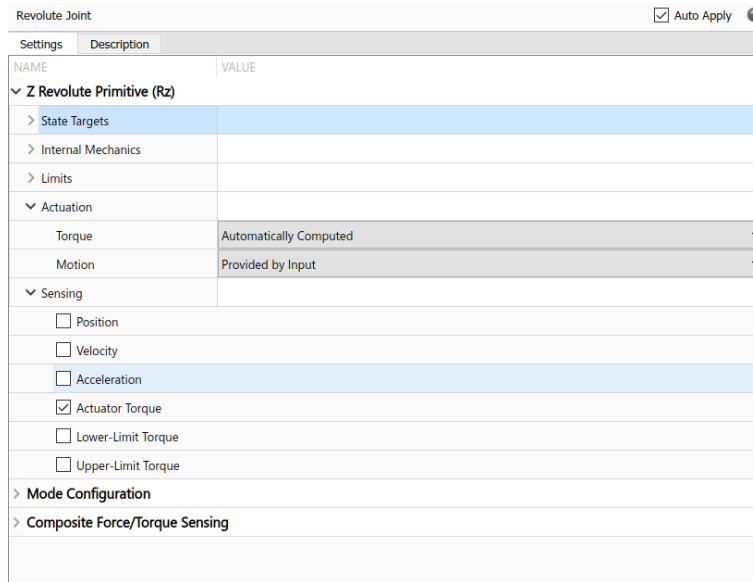 Revolute Joint Auto Apply
Settings Description
NAME VALUE
Z Revolute Primitive (Rz)
State Targets
Internal Mechanics
Limits
Actuation
Torque Automatically Computed
Motion Provided by Input
Sensing
Position
Velocity
Acceleration
Actuator Torque
Lower-Limit Torque
Upper-Limit Torque
Mode Configuration
Composite Force/Torque Sensing